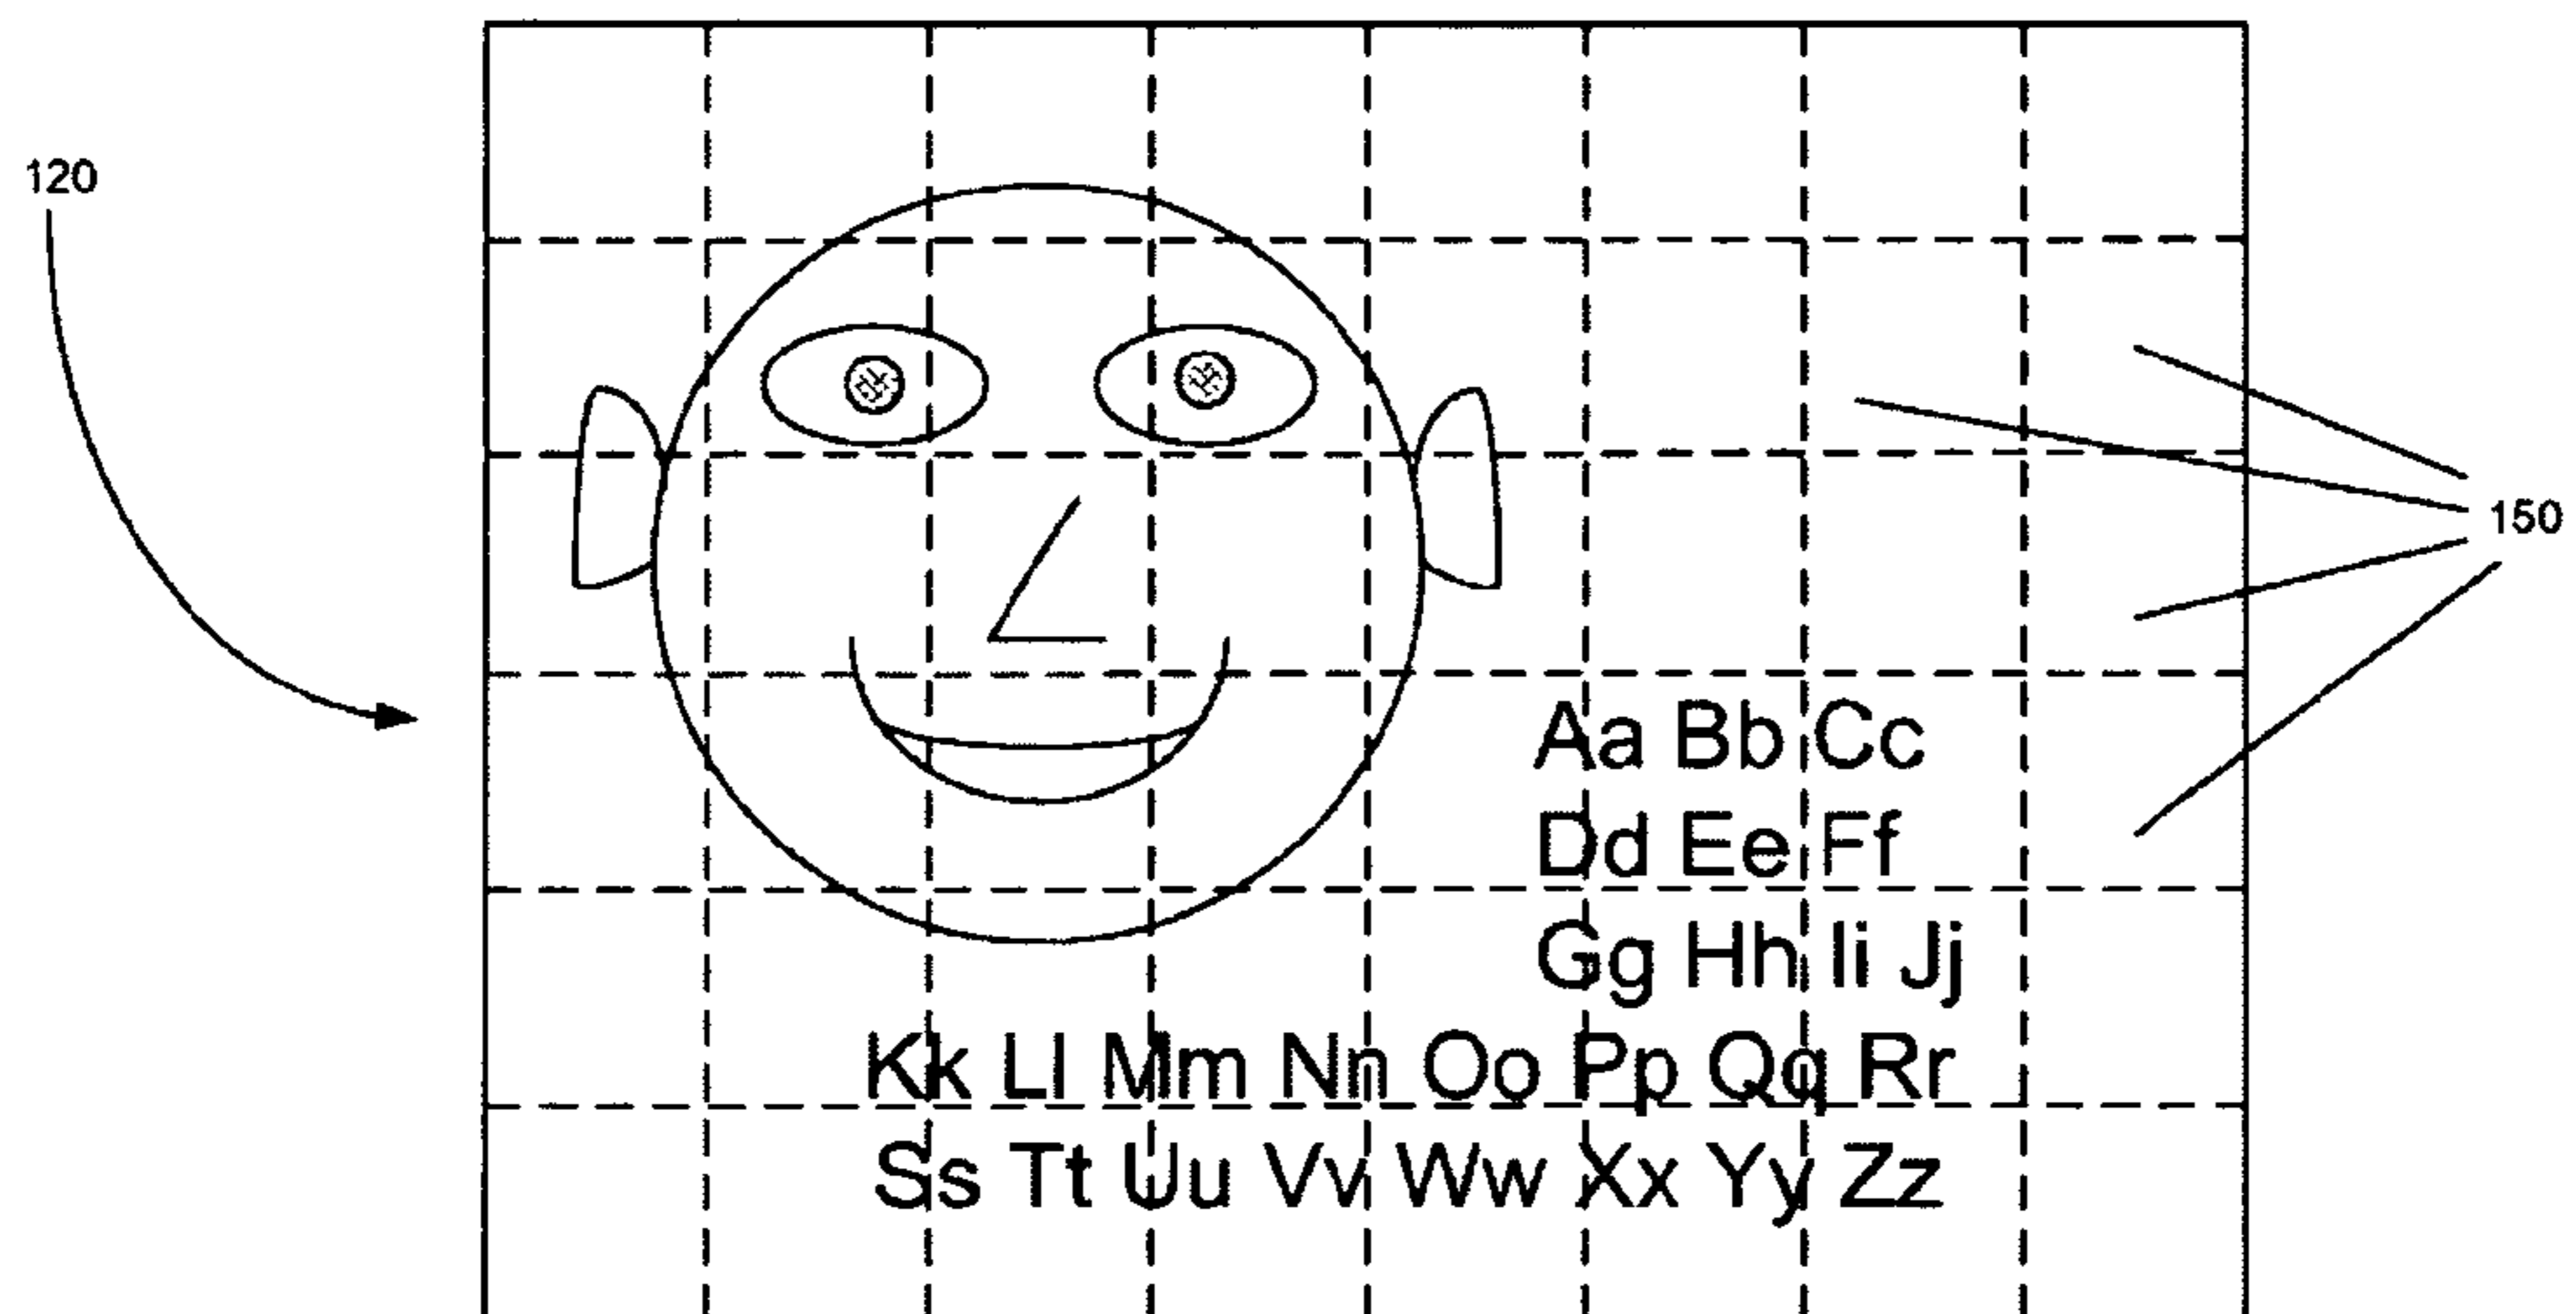 120
150
Aa Bb Cc
Dd Ee Ff
Gg Hh Ii Jj
Kk Ll Mm Nn Oo Pp Qq Rr
Ss Tt Uu Vv Ww Xx Yy Zz